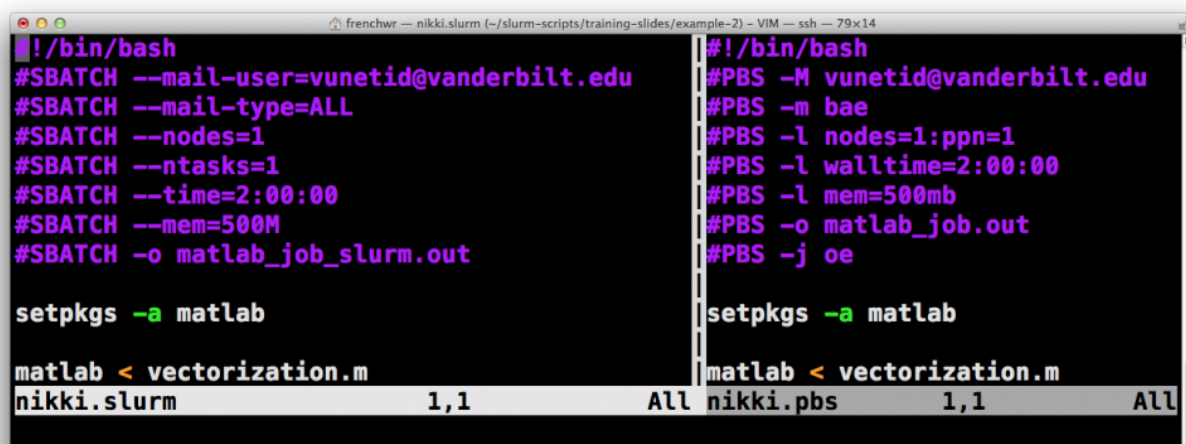 frenchwr — nikki.slurm (~/slurm-scripts/training-slides/example-2) - VIM — ssh — 79×14
#!/bin/bash
#SBATCH --mail-user=vunetid@vanderbilt.edu
#SBATCH --mail-type=ALL
#SBATCH --nodes=1
#SBATCH --ntasks=1
#SBATCH --time=2:00:00
#SBATCH --mem=500M
#SBATCH -o matlab_job_slurm.out
setpkgs -a matlab
matlab < vectorization.m
nikki.slurm 1,1 All
#!/bin/bash
#PBS -M vunetid@vanderbilt.edu
#PBS -m bae
#PBS -l nodes=1:ppn=1
#PBS -l walltime=2:00:00
#PBS -l mem=500mb
#PBS -o matlab_job.out
#PBS -j oe
setpkgs -a matlab
matlab < vectorization.m
nikki.pbs 1,1 All